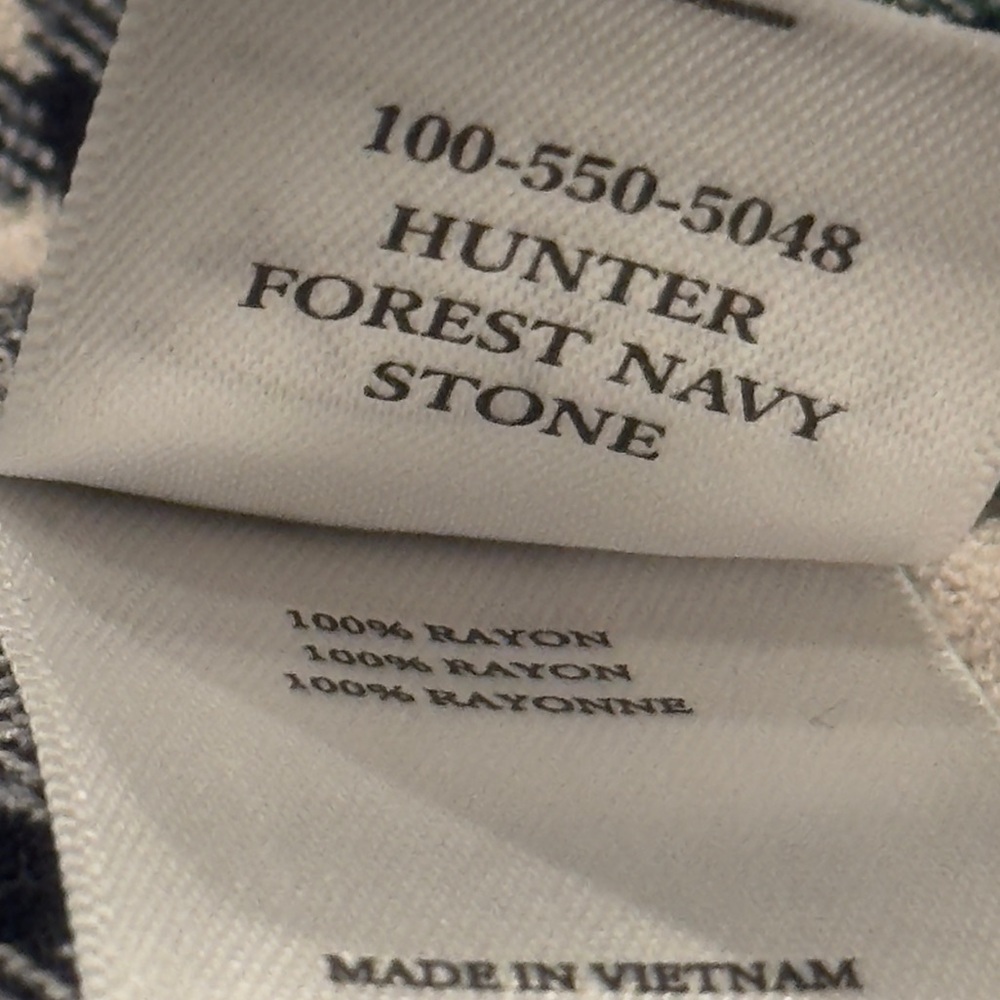 100-550-5048
HUNTER
FOREST NAVY
STONE
100% RAYON
100% RAYON
100% RAYONNE
MADE IN VIETNAM